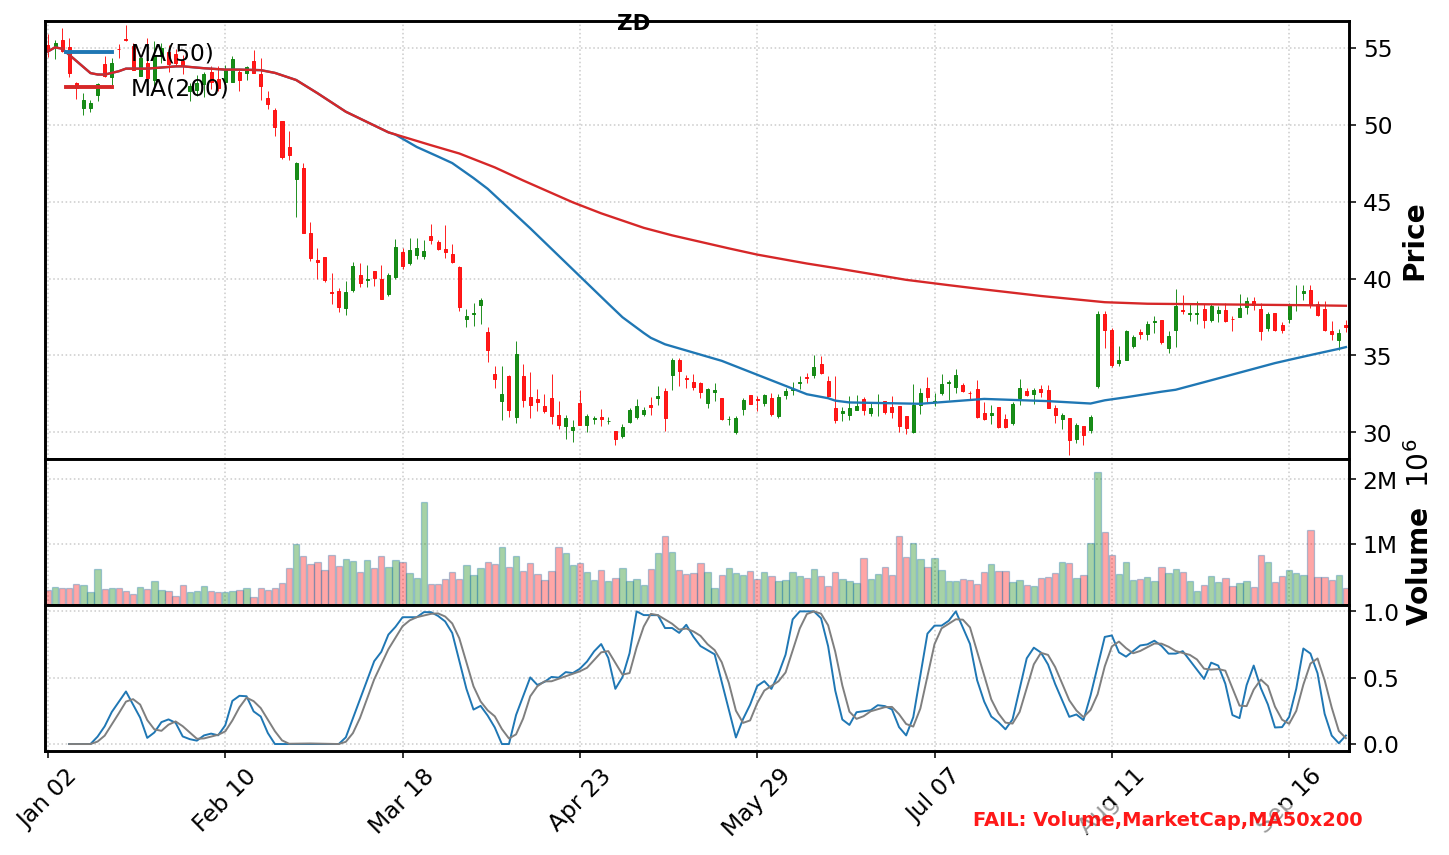 ZD
MA(50)
MA(200)
55
50
45
40
35
30
Price
2M
1M
Volume 10⁶
1.0
0.5
0.0
Jan 02
Feb 10
Mar 18
Apr 23
May 29
Jul 07
Aug 11
Sep 16
FAIL: Volume,MarketCap,MA50x200